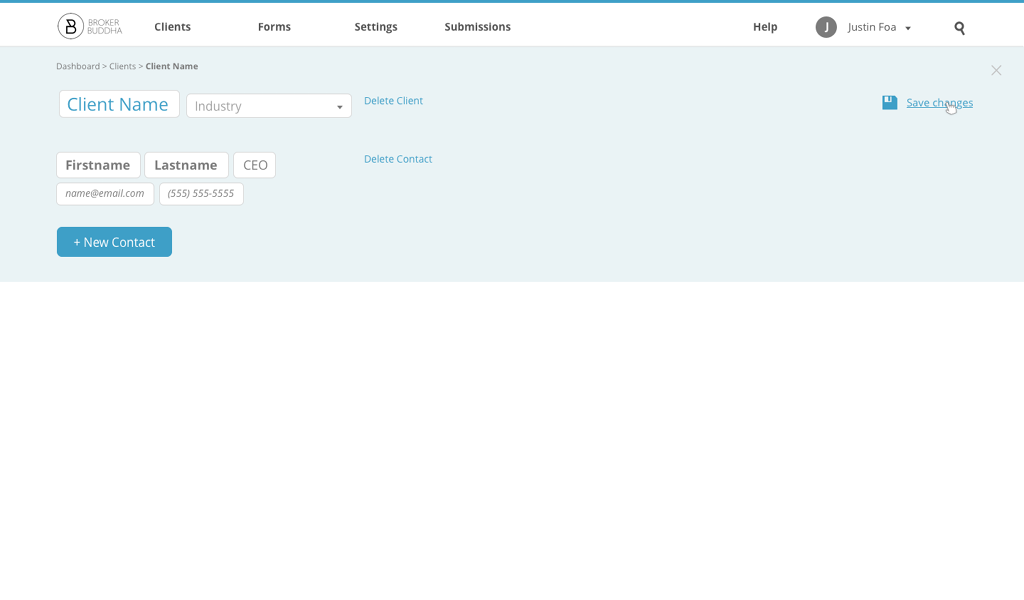 BROKER
BUDDHA
Clients Forms Settings Submissions Help J Justin Foa
Dashboard > Clients > Client Name
Client Name Industry Delete Client Save changes
Firstname Lastname CEO Delete Contact
name@email.com (555) 555-5555
+ New Contact